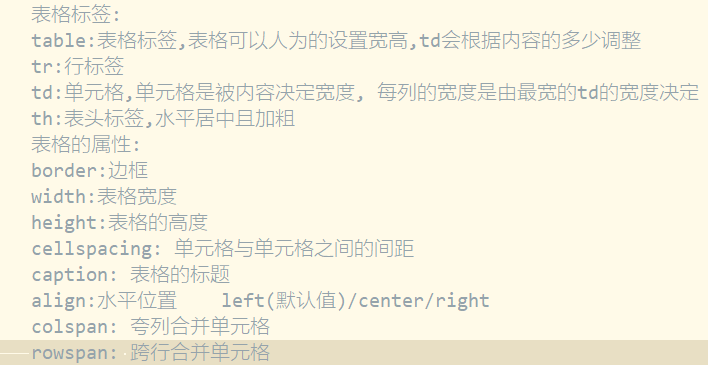 表格标签:
table:表格标签,表格可以人为的设置宽高,td会根据内容的多少调整
tr:行标签
td:单元格,单元格是被内容决定宽度, 每列的宽度是由最宽的td的宽度决定
th:表头标签,水平居中且加粗
表格的属性:
border:边框
width:表格宽度
height:表格的高度
cellspacing: 单元格与单元格之间的间距
caption: 表格的标题
align:水平位置    left(默认值)/center/right
colspan: 夸列合并单元格
rowspan: 跨行合并单元格